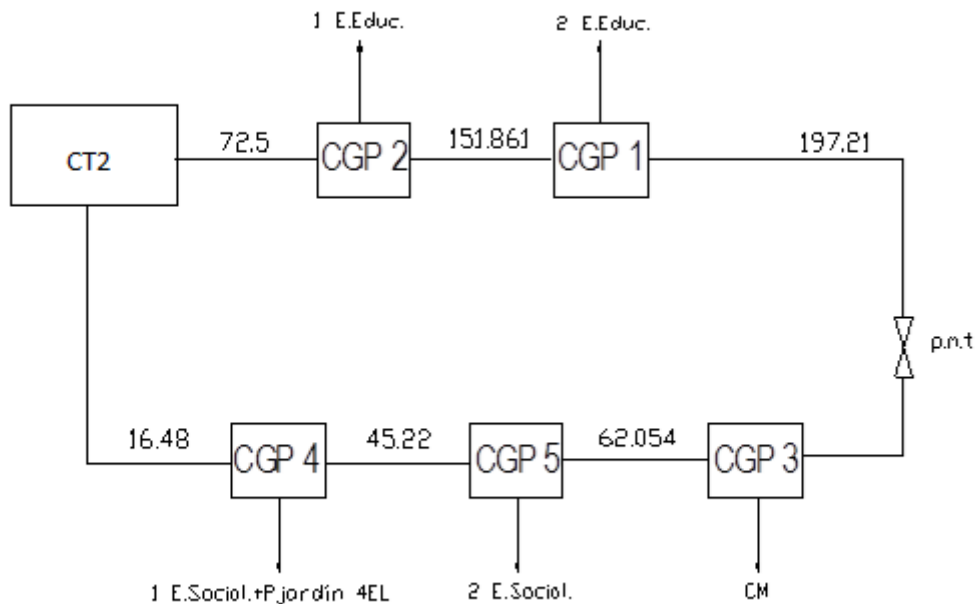 1 E.Educ.
2 E.Educ.
CT2
72.5
CGP 2
151.861
CGP 1
197.21
p.n.t
16.48
CGP 4
45.22
CGP 5
62.054
CGP 3
1 E.Sociol.+P.jardín 4EL
2 E.Sociol.
CM